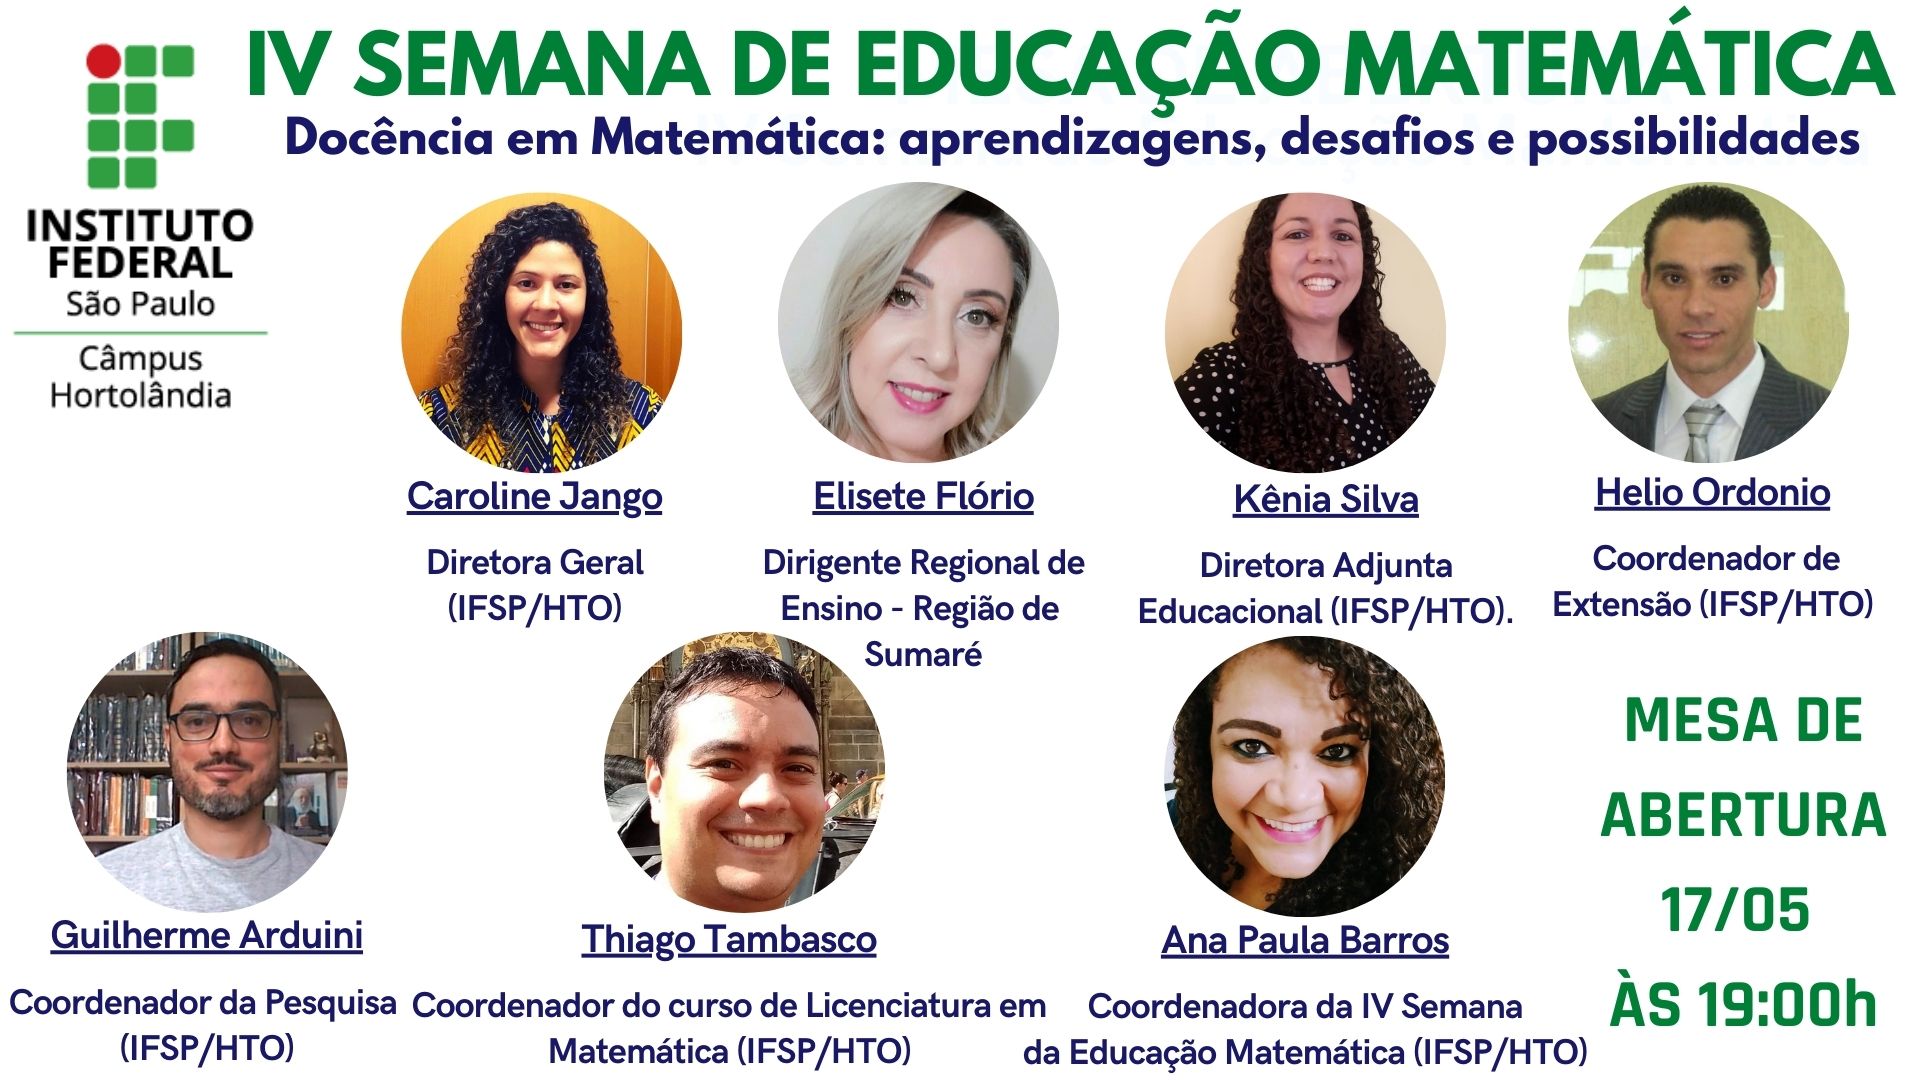 IV SEMANA DE EDUCAÇÃO MATEMÁTICA
Docência em Matemática: aprendizagens, desafios e possibilidades
INSTITUTO
FEDERAL
São Paulo
Câmpus
Hortolândia
Caroline Jango
Diretora Geral
(IFSP/HTO)
Elisete Flório
Dirigente Regional de
Ensino - Região de
Sumaré
Kênia Silva
Diretora Adjunta
Educacional (IFSP/HTO).
Helio Ordonio
Coordenador de
Extensão (IFSP/HTO)
Guilherme Arduini
Coordenador da Pesquisa
(IFSP/HTO)
Thiago Tambasco
Coordenador do curso de Licenciatura em
Matemática (IFSP/HTO)
Ana Paula Barros
Coordenadora da IV Semana
da Educação Matemática (IFSP/HTO)
MESA DE
ABERTURA
17/05
ÀS 19:00h